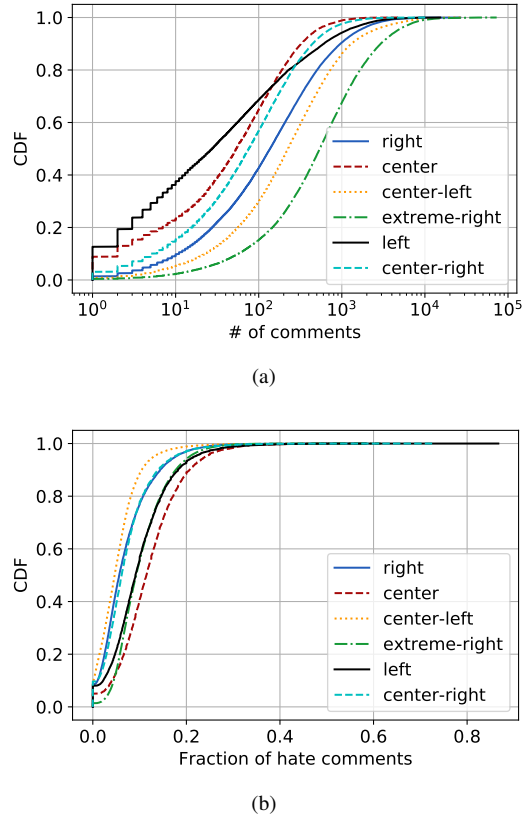 1.0
0.8
0.6
0.4
0.2
0.0
CDF
right
center
center-left
extreme-right
left
center-right
10^0 10^1 10^2 10^3 10^4 10^5
# of comments
(a)
1.0
0.8
0.6
0.4
0.2
0.0
CDF
right
center
center-left
extreme-right
left
center-right
0.0 0.2 0.4 0.6 0.8
Fraction of hate comments
(b)